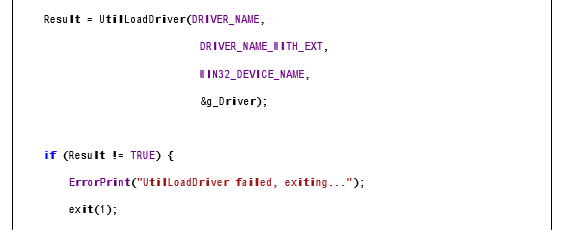 Result = UtilLoadDriver(DRIVER_NAME,
DRIVER_NAME_WITH_EXT,
WIN32_DEVICE_NAME,
&g_Driver);
if (Result != TRUE) {
ErrorPrint("UtilLoadDriver failed, exiting...");
exit(1);